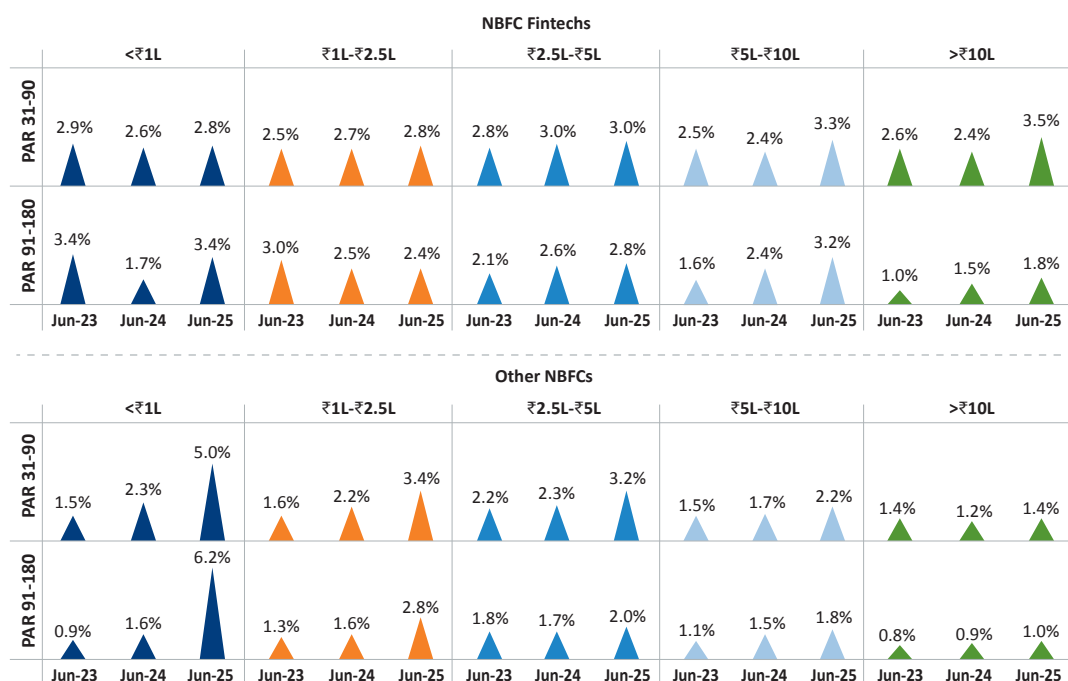 NBFC Fintechs
<₹1L ₹1L-₹2.5L ₹2.5L-₹5L ₹5L-₹10L >₹10L
PAR 31-90
2.9% 2.6% 2.8% 2.5% 2.7% 2.8% 2.8% 3.0% 3.0% 2.5% 2.4% 3.3% 2.6% 2.4% 3.5%
PAR 91-180
3.4% 1.7% 3.4% 3.0% 2.5% 2.4% 2.1% 2.6% 2.8% 1.6% 2.4% 3.2% 1.0% 1.5% 1.8%
Jun-23 Jun-24 Jun-25 Jun-23 Jun-24 Jun-25 Jun-23 Jun-24 Jun-25 Jun-23 Jun-24 Jun-25 Jun-23 Jun-24 Jun-25
Other NBFCs
<₹1L ₹1L-₹2.5L ₹2.5L-₹5L ₹5L-₹10L >₹10L
PAR 31-90
1.5% 2.3% 5.0% 1.6% 2.2% 3.4% 2.2% 2.3% 3.2% 1.5% 1.7% 2.2% 1.4% 1.2% 1.4%
PAR 91-180
0.9% 1.6% 6.2% 1.3% 1.6% 2.8% 1.8% 1.7% 2.0% 1.1% 1.5% 1.8% 0.8% 0.9% 1.0%
Jun-23 Jun-24 Jun-25 Jun-23 Jun-24 Jun-25 Jun-23 Jun-24 Jun-25 Jun-23 Jun-24 Jun-25 Jun-23 Jun-24 Jun-25